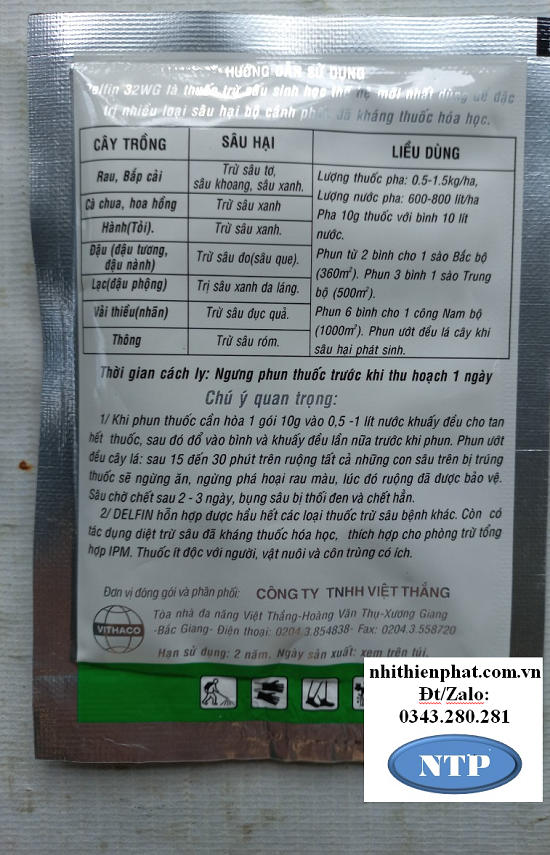 HƯỚNG DẪN SỬ DỤNG
Delfin 32WG là thuốc trừ sâu sinh học thế hệ mới nhất dùng để đặc
trị nhiều loại sâu hại bộ cánh phấn đã kháng thuốc hóa học.
CÂY TRỒNG SÂU HẠI LIỀU DÙNG
Rau, Bắp cải
Trừ sâu tơ,
sâu khoang, sâu xanh.
Cà chua, hoa hồng Trừ sâu xanh
Hành(Tỏi). Trừ sâu xanh.
Đậu (đậu tương,
đậu nành)
Trừ sâu do(sâu que).
Lạc(đậu phộng) Trị sâu xanh da láng.
Vải thiều(nhãn) Trừ sâu đục quả.
Thông Trừ sâu róm.
Lượng thuốc pha: 0.5-1.5kg/ha,
Lượng nước pha: 600-800 lít/ha
Pha 10g thuốc với bình 10 lít
nước.
Phun từ 2 bình cho 1 sào Bắc bộ
(360m²). Phun 3 bình 1 sào Trung
bộ (500m²).
Phun 6 bình cho 1 công Nam bộ
(1000m²). Phun ướt đều lá cây khi
sâu hại phát sinh.
Thời gian cách ly: Ngưng phun thuốc trước khi thu hoạch 1 ngày
Chú ý quan trọng:
1/ Khi phun thuốc cần hòa 1 gói 10g vào 0,5 -1 lít nước khuấy đều cho tan
hết thuốc, sau đó đổ vào bình và khuấy đều lần nữa trước khi phun. Phun ướt
đều cây lá: sau 15 đến 30 phút trên ruộng tất cả những con sâu trên bị trúng
thuốc sẽ ngừng ăn, ngừng phá hoại rau màu, lúc đó ruộng đã được bảo vệ.
Sâu chờ chết sau 2 - 3 ngày, bụng sâu bị thối đen và chết hẳn.
2/ DELFIN hỗn hợp được hầu hết các loại thuốc trừ sâu bệnh khác. Còn có
tác dụng diệt trừ sâu đã kháng thuốc hóa học, thích hợp cho phòng trừ tổng
hợp IPM. Thuốc ít độc với người, vật nuôi và côn trùng có ích.
Đơn vị đóng gói và phân phối: CÔNG TY TNHH VIỆT THẮNG
Tòa nhà đa năng Việt Thắng-Hoàng Văn Thụ-Xương Giang
-Bắc Giang- Điện thoại: 0204.3.854838- Fax: 0204.3.558720
VITHACO
Hạn sử dụng: 2 năm. Ngày sản xuất: xem trên túi.
nhithienphat.com.vn
Đt/Zalo:
0343.280.281
NTP